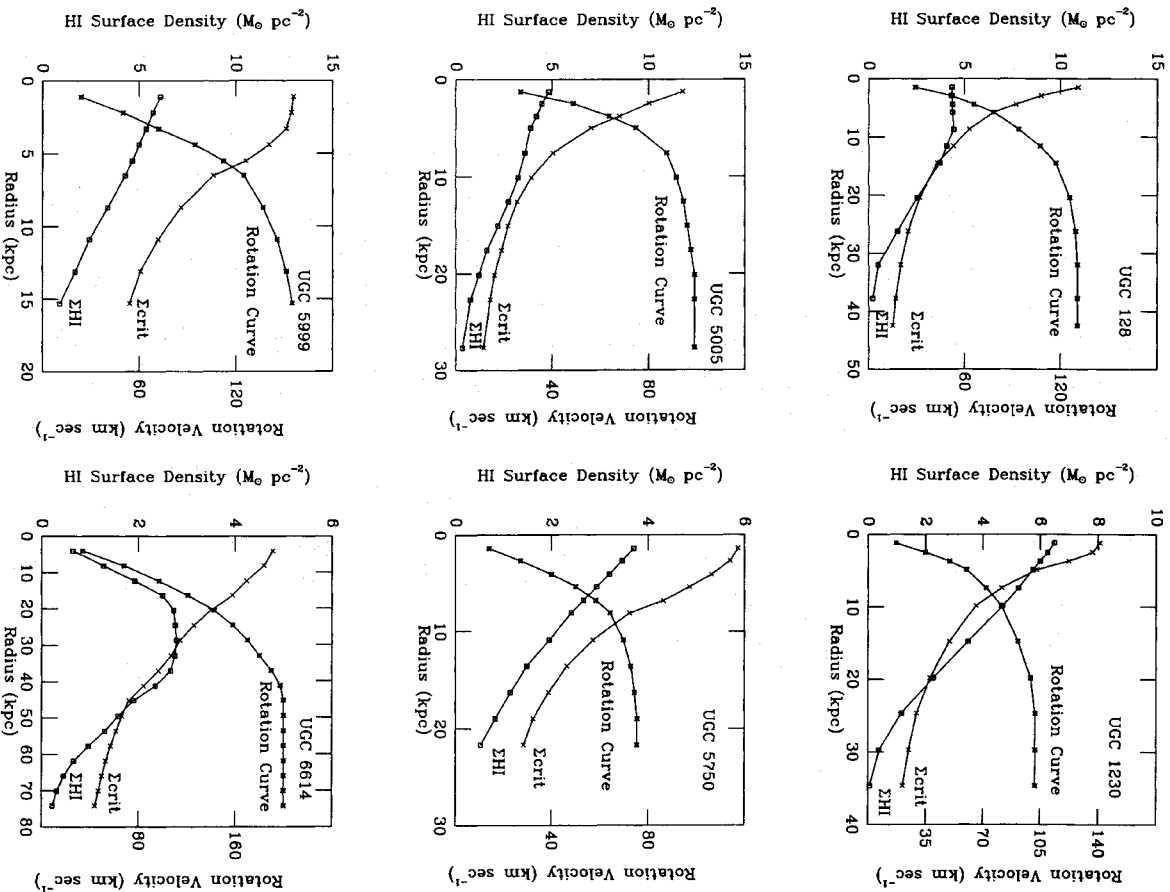 HI Surface Density (M⊙ pc⁻²)
0 5 10 15
0 10 20 30 40 50
Radius (kpc)
UGC 128
Rotation Curve
Σcrit
ΣHI
60 120
Rotation Velocity (km sec⁻¹)
HI Surface Density (M⊙ pc⁻²)
0 2 4 6 8 10
0 10 20 30 40
Radius (kpc)
UGC 1230
Rotation Curve
Σcrit
ΣHI
35 70 105 140
Rotation Velocity (km sec⁻¹)
HI Surface Density (M⊙ pc⁻²)
0 5 10 15
0 10 20 30
Radius (kpc)
UGC 5005
Rotation Curve
Σcrit
ΣHI
40 80
Rotation Velocity (km sec⁻¹)
HI Surface Density (M⊙ pc⁻²)
0 2 4 6
0 10 20 30
Radius (kpc)
UGC 5750
Rotation Curve
Σcrit
ΣHI
40 80
Rotation Velocity (km sec⁻¹)
HI Surface Density (M⊙ pc⁻²)
0 5 10 15
0 5 10 15 20
Radius (kpc)
UGC 5999
Rotation Curve
Σcrit
ΣHI
60 120
Rotation Velocity (km sec⁻¹)
HI Surface Density (M⊙ pc⁻²)
0 2 4 6
0 10 20 30 40 50 60 70 80
Radius (kpc)
UGC 6614
Rotation Curve
Σcrit
ΣHI
80 160
Rotation Velocity (km sec⁻¹)